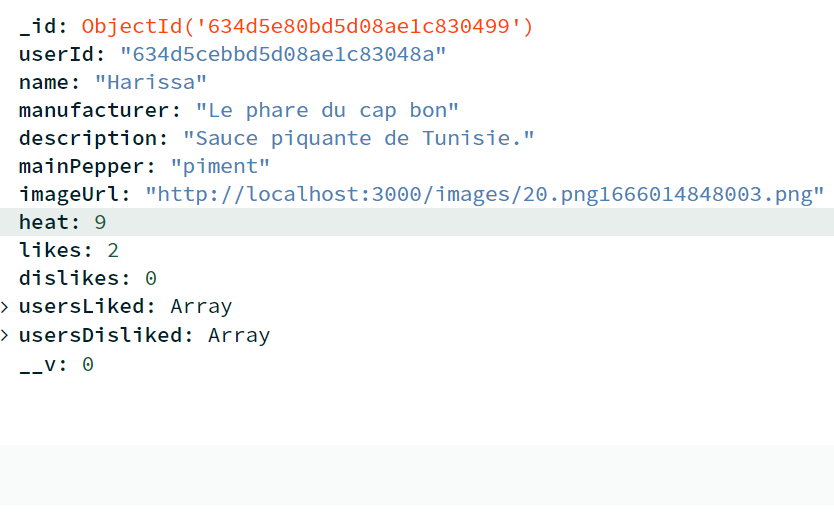 _id: ObjectId('634d5e80bd5d08ae1c830499')
userId: "634d5cebbd5d08ae1c83048a"
name: "Harissa"
manufacturer: "Le phare du cap bon"
description: "Sauce piquante de Tunisie."
mainPepper: "piment"
imageUrl: "http://localhost:3000/images/20.png1666014848003.png"
heat: 9
likes: 2
dislikes: 0
> usersLiked: Array
> usersDisliked: Array
__v: 0